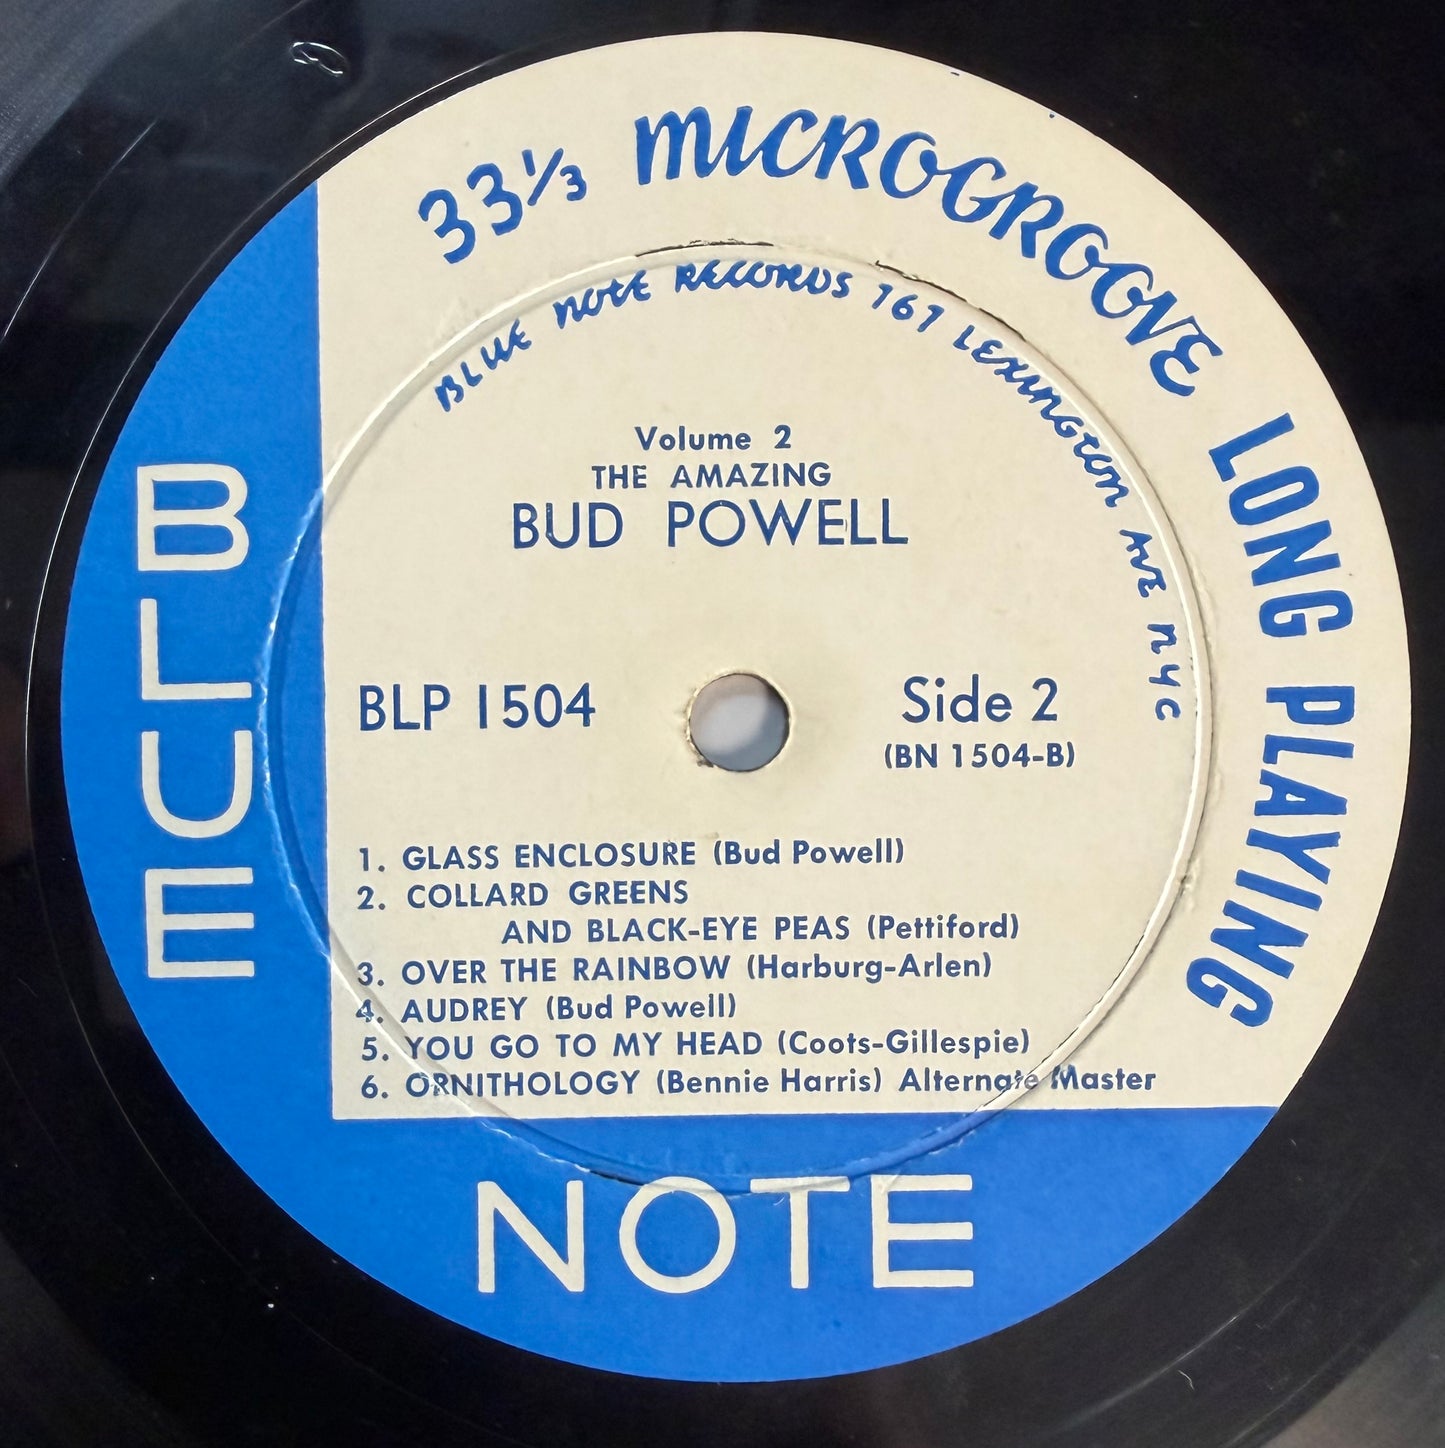 33⅓ MICROGROOVE LONG PLAYING
BLUE NOTE RECORDS 767 LEXINGTON AVE NYC
Volume 2
THE AMAZING
BUD POWELL
BLP 1504
Side 2
(BN 1504-B)
1. GLASS ENCLOSURE (Bud Powell)
2. COLLARD GREENS
AND BLACK-EYE PEAS (Pettiford)
3. OVER THE RAINBOW (Harburg-Arlen)
4. AUDREY (Bud Powell)
5. YOU GO TO MY HEAD (Coots-Gillespie)
6. ORNITHOLOGY (Bennie Harris) Alternate Master
BLUE
NOTE